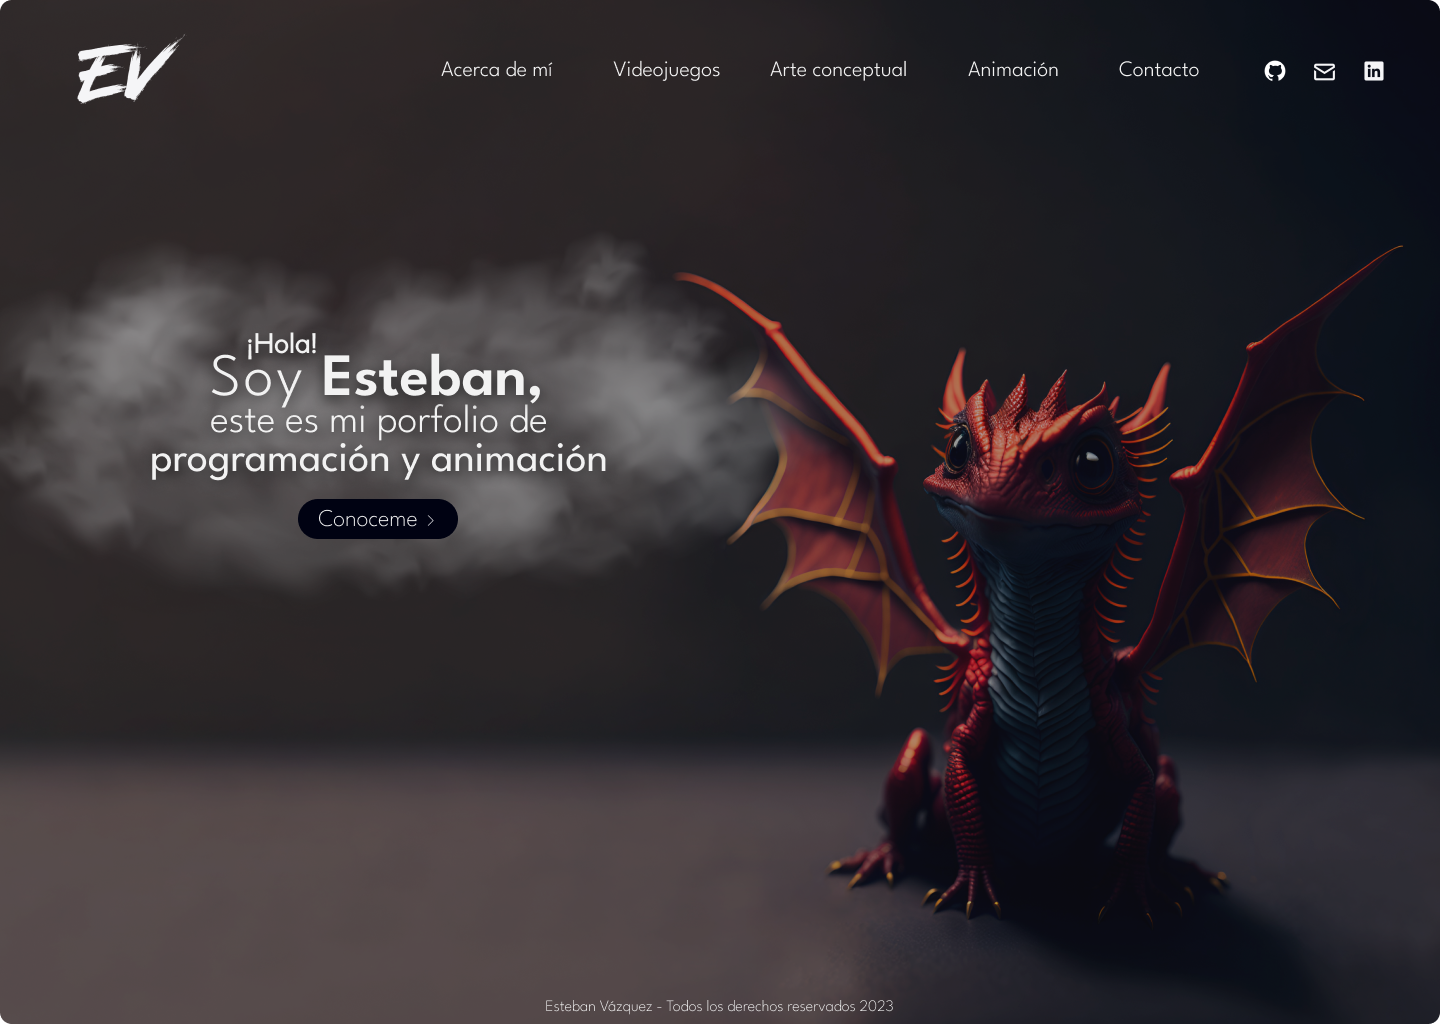 EV
Acerca de mí
Videojuegos
Arte conceptual
Animación
Contacto
in
¡Hola!
Soy Esteban,
este es mi porfolio de
programación y animación
Conoceme
Esteban Vázquez - Todos los derechos reservados 2023